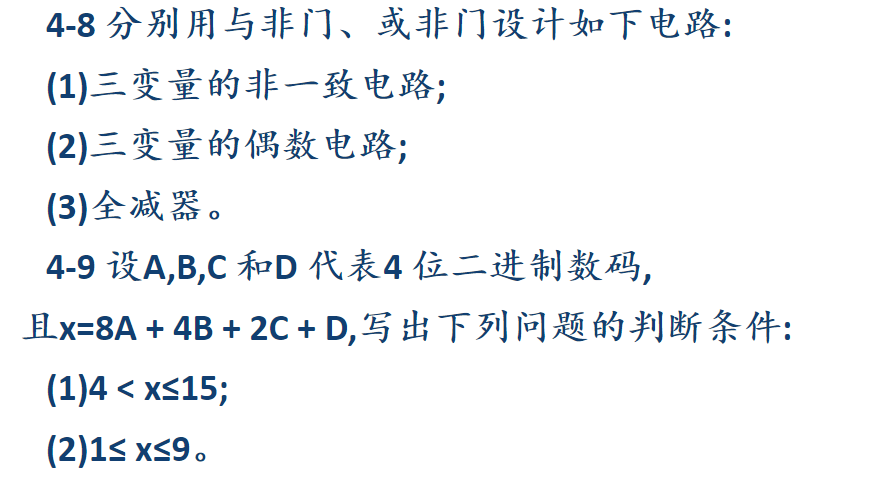 4-8 分别用与非门、或非门设计如下电路:
(1)三变量的非一致电路;
(2)三变量的偶数电路;
(3)全减器。
4-9 设A,B,C 和D 代表4 位二进制数码,
且x=8A + 4B + 2C + D,写出下列问题的判断条件:
(1)4 < x≤15;
(2)1≤ x≤9。